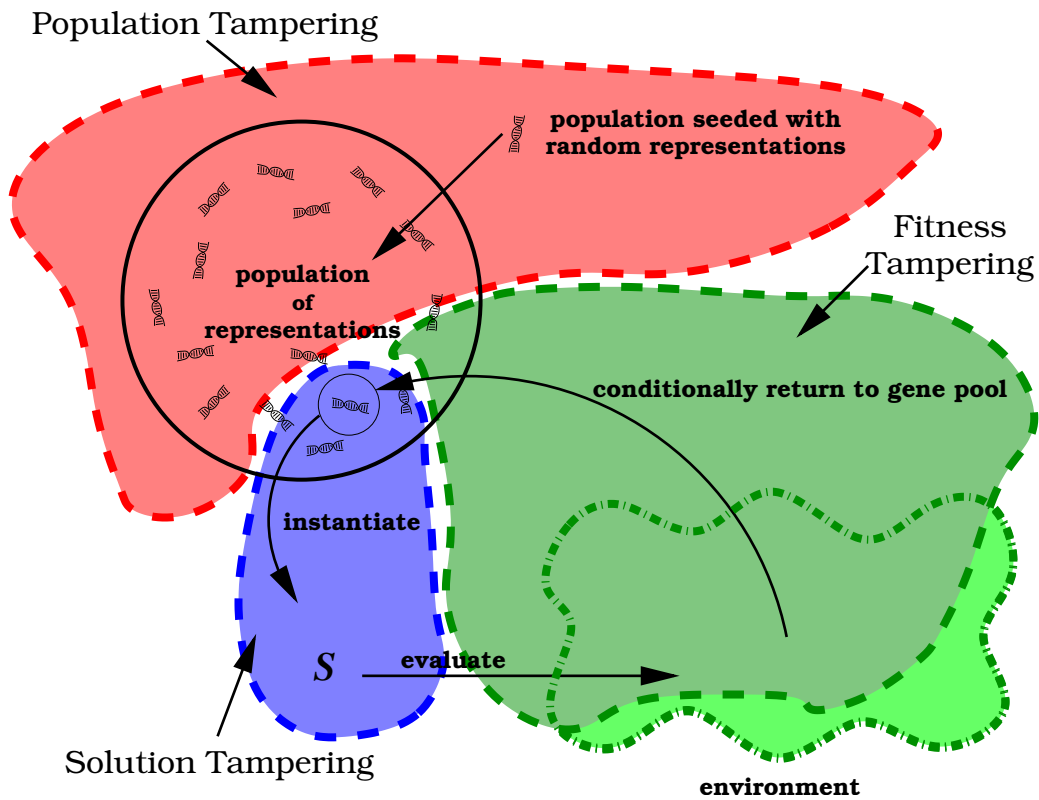 Population Tampering
population seeded with
random representations
Fitness
Tampering
population
of
representations
conditionally return to gene pool
instantiate
S
evaluate
Solution Tampering
environment